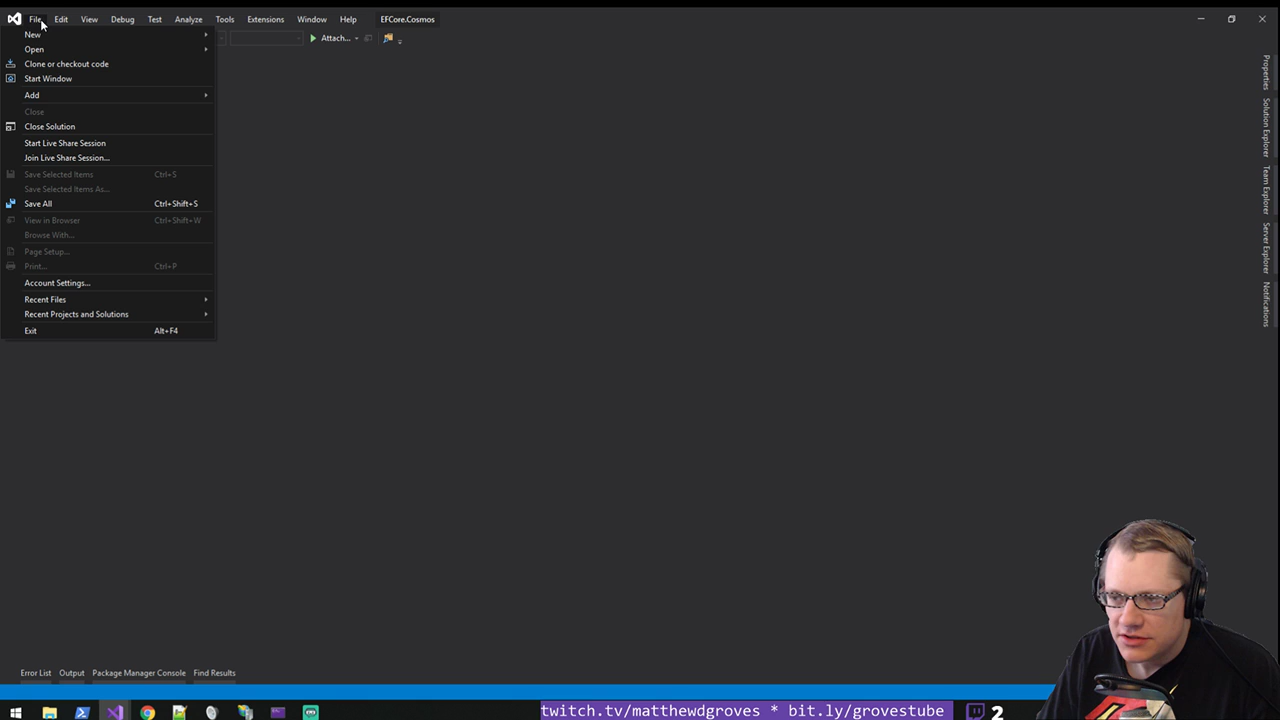 File Edit View Debug Test Analyze Tools Extensions Window Help EFCore.Cosmos
Attach...
New
Open
Clone or checkout code
Start Window
Add
Close
Close Solution
Start Live Share Session
Join Live Share Session...
Save Selected Items Ctrl+S
Save Selected Items As...
Save All Ctrl+Shift+S
View in Browser Ctrl+Shift+W
Browse With...
Page Setup...
Print... Ctrl+P
Account Settings...
Recent Files
Recent Projects and Solutions
Exit Alt+F4
Properties
Solution Explorer
Team Explorer
Server Explorer
Notifications
Error List Output Package Manager Console Find Results
twitch.tv/matthewdgroves * bit.ly/grovestube 2